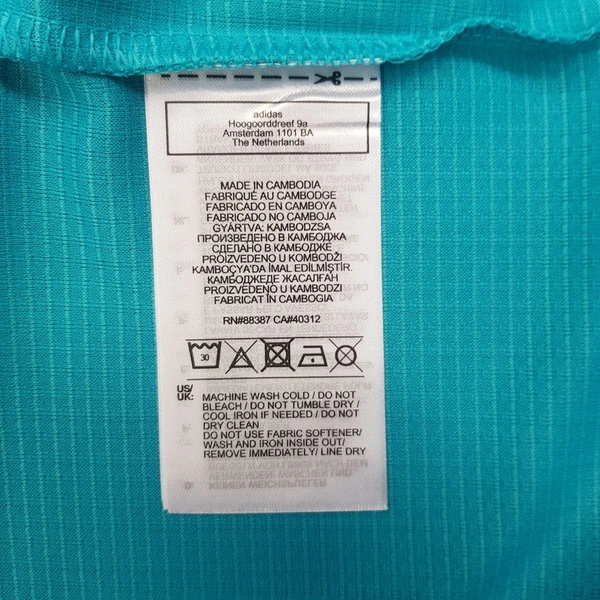 adidas
Hoogoorddreef 9a
Amsterdam 1101 BA
The Netherlands
MADE IN CAMBODIA
FABRIQUÉ AU CAMBODGE
FABRICADO EN CAMBOYA
FABRICADO NO CAMBOJA
GYÁRTVA: KAMBODZSA
ПРОИЗВЕДЕНО В КАМБОДЖА
СДЕЛАНО В КАМБОДЖЕ
PROIZVEDENO U KOMBODŽI
KAMBOÇYA'DA İMAL EDİLMİŞTİR.
КАМБОДЖЕДЕ ЖАСАЛҒАН
PROIZVEDENO U KAMBODZI
FABRICAT ÎN CAMBOGIA
RN#88387 CA#40312
30
US/
UK: MACHINE WASH COLD / DO NOT
BLEACH / DO NOT TUMBLE DRY /
COOL IRON IF NEEDED / DO NOT
DRY CLEAN
DO NOT USE FABRIC SOFTENER/
WASH AND IRON INSIDE OUT/
REMOVE IMMEDIATELY/ LINE DRY